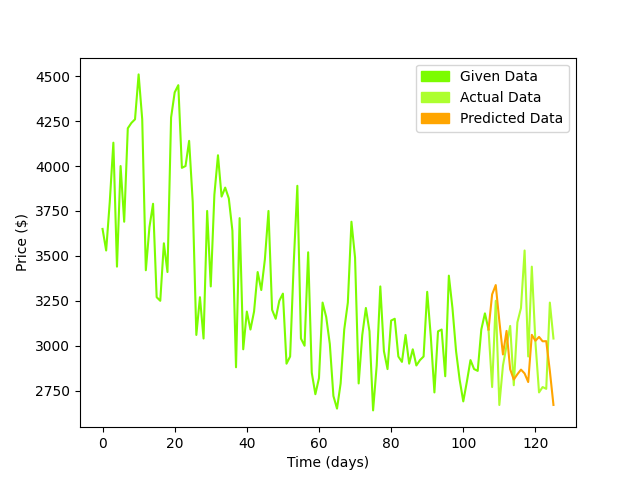 4500
4250
4000
3750
3500
3250
3000
2750
Price ($)
Given Data
Actual Data
Predicted Data
0 20 40 60 80 100 120
Time (days)